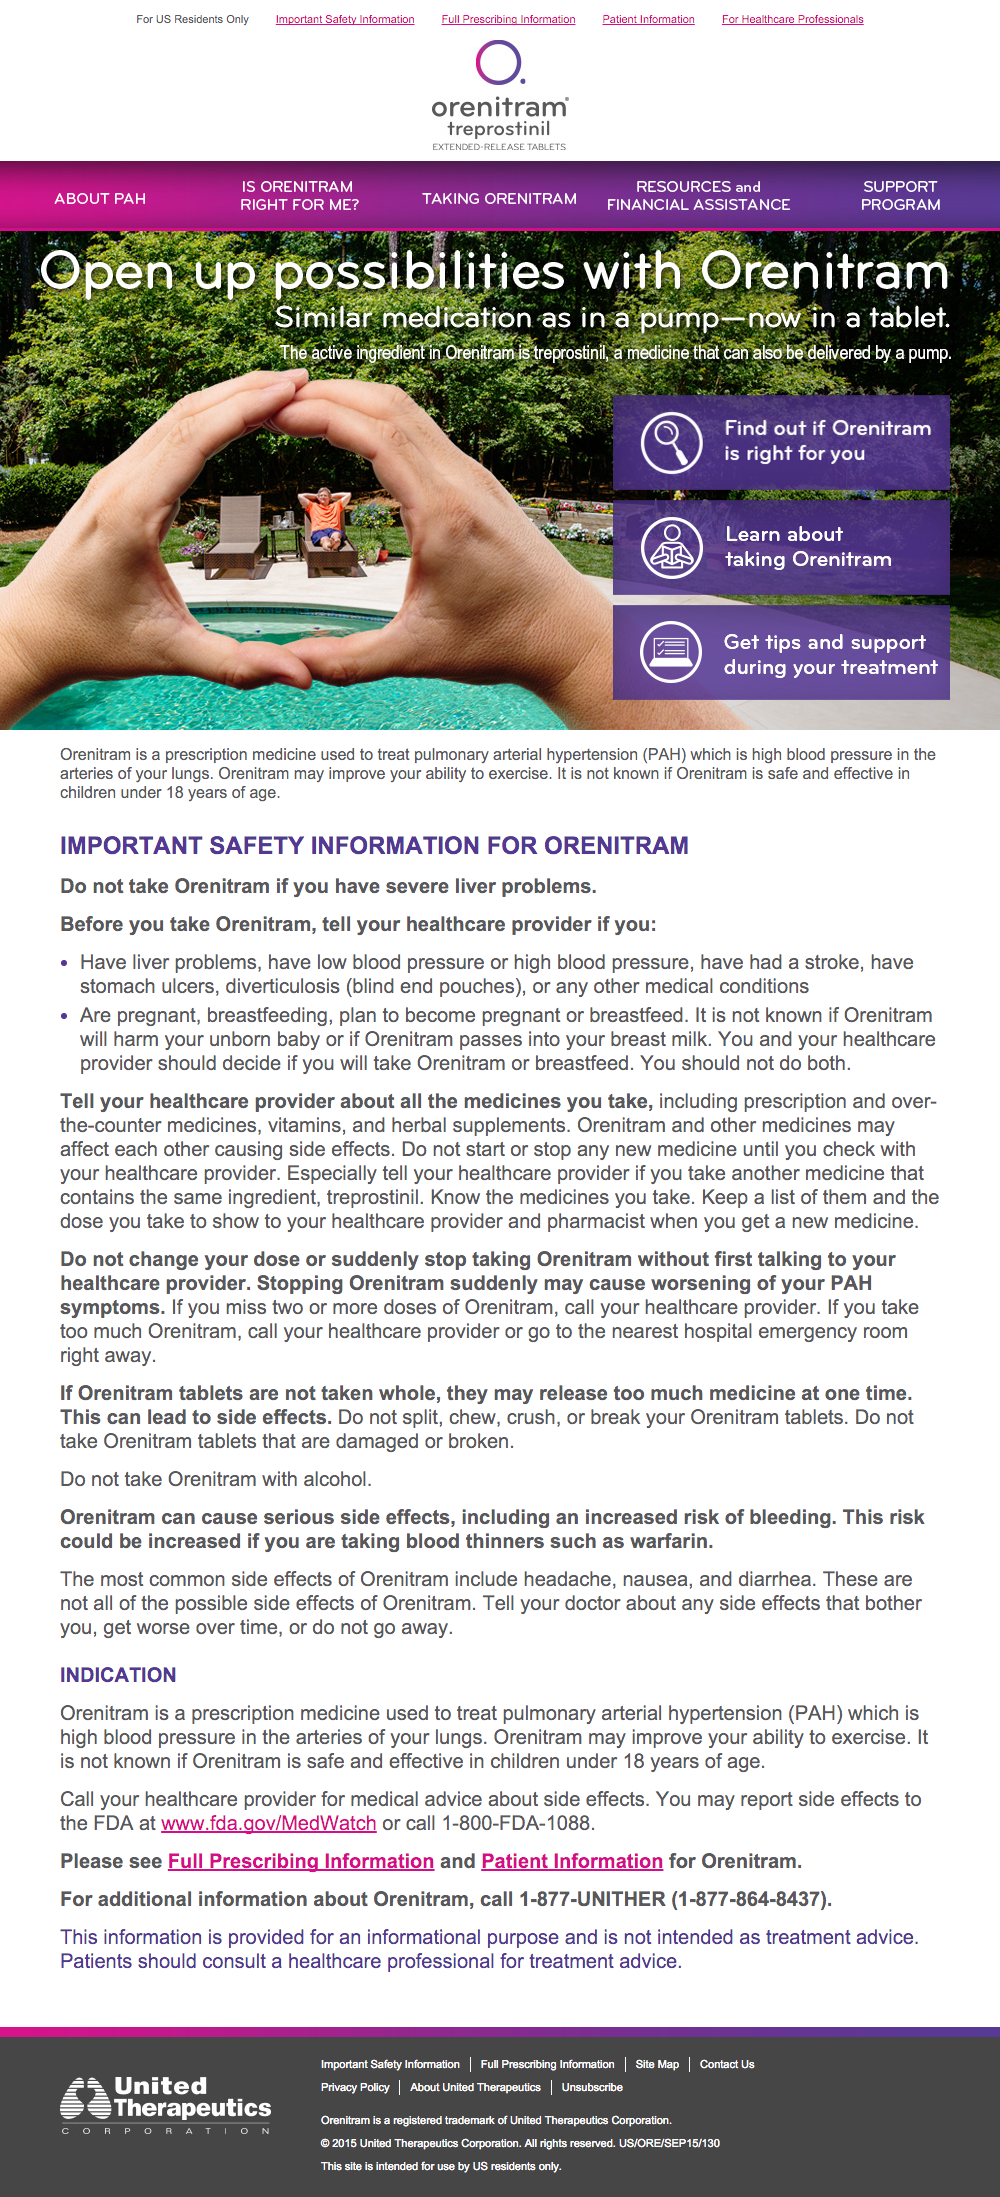 For US Residents Only Important Safety Information Full Prescribing Information Patient Information For Healthcare Professionals
orenitram®
treprostinil
EXTENDED-RELEASE TABLETS
ABOUT PAH
IS ORENITRAM
RIGHT FOR ME?
TAKING ORENITRAM
RESOURCES and
FINANCIAL ASSISTANCE
SUPPORT
PROGRAM
Open up possibilities with Orenitram
Similar medication as in a pump—now in a tablet.
The active ingredient in Orenitram is treprostinil, a medicine that can also be delivered by a pump.
Find out if Orenitram
is right for you
Learn about
taking Orenitram
Get tips and support
during your treatment
Orenitram is a prescription medicine used to treat pulmonary arterial hypertension (PAH) which is high blood pressure in the
arteries of your lungs. Orenitram may improve your ability to exercise. It is not known if Orenitram is safe and effective in
children under 18 years of age.
IMPORTANT SAFETY INFORMATION FOR ORENITRAM
Do not take Orenitram if you have severe liver problems.
Before you take Orenitram, tell your healthcare provider if you:
• Have liver problems, have low blood pressure or high blood pressure, have had a stroke, have
stomach ulcers, diverticulosis (blind end pouches), or any other medical conditions
• Are pregnant, breastfeeding, plan to become pregnant or breastfeed. It is not known if Orenitram
will harm your unborn baby or if Orenitram passes into your breast milk. You and your healthcare
provider should decide if you will take Orenitram or breastfeed. You should not do both.
Tell your healthcare provider about all the medicines you take, including prescription and over-
the-counter medicines, vitamins, and herbal supplements. Orenitram and other medicines may
affect each other causing side effects. Do not start or stop any new medicine until you check with
your healthcare provider. Especially tell your healthcare provider if you take another medicine that
contains the same ingredient, treprostinil. Know the medicines you take. Keep a list of them and the
dose you take to show to your healthcare provider and pharmacist when you get a new medicine.
Do not change your dose or suddenly stop taking Orenitram without first talking to your
healthcare provider. Stopping Orenitram suddenly may cause worsening of your PAH
symptoms. If you miss two or more doses of Orenitram, call your healthcare provider. If you take
too much Orenitram, call your healthcare provider or go to the nearest hospital emergency room
right away.
If Orenitram tablets are not taken whole, they may release too much medicine at one time.
This can lead to side effects. Do not split, chew, crush, or break your Orenitram tablets. Do not
take Orenitram tablets that are damaged or broken.
Do not take Orenitram with alcohol.
Orenitram can cause serious side effects, including an increased risk of bleeding. This risk
could be increased if you are taking blood thinners such as warfarin.
The most common side effects of Orenitram include headache, nausea, and diarrhea. These are
not all of the possible side effects of Orenitram. Tell your doctor about any side effects that bother
you, get worse over time, or do not go away.
INDICATION
Orenitram is a prescription medicine used to treat pulmonary arterial hypertension (PAH) which is
high blood pressure in the arteries of your lungs. Orenitram may improve your ability to exercise. It
is not known if Orenitram is safe and effective in children under 18 years of age.
Call your healthcare provider for medical advice about side effects. You may report side effects to
the FDA at www.fda.gov/MedWatch or call 1-800-FDA-1088.
Please see Full Prescribing Information and Patient Information for Orenitram.
For additional information about Orenitram, call 1-877-UNITHER (1-877-864-8437).
This information is provided for an informational purpose and is not intended as treatment advice.
Patients should consult a healthcare professional for treatment advice.
United
Therapeutics
CORPORATION
Important Safety Information | Full Prescribing Information | Site Map | Contact Us
Privacy Policy | About United Therapeutics | Unsubscribe
Orenitram is a registered trademark of United Therapeutics Corporation.
© 2015 United Therapeutics Corporation. All rights reserved. US/ORE/SEP15/130
This site is intended for use by US residents only.